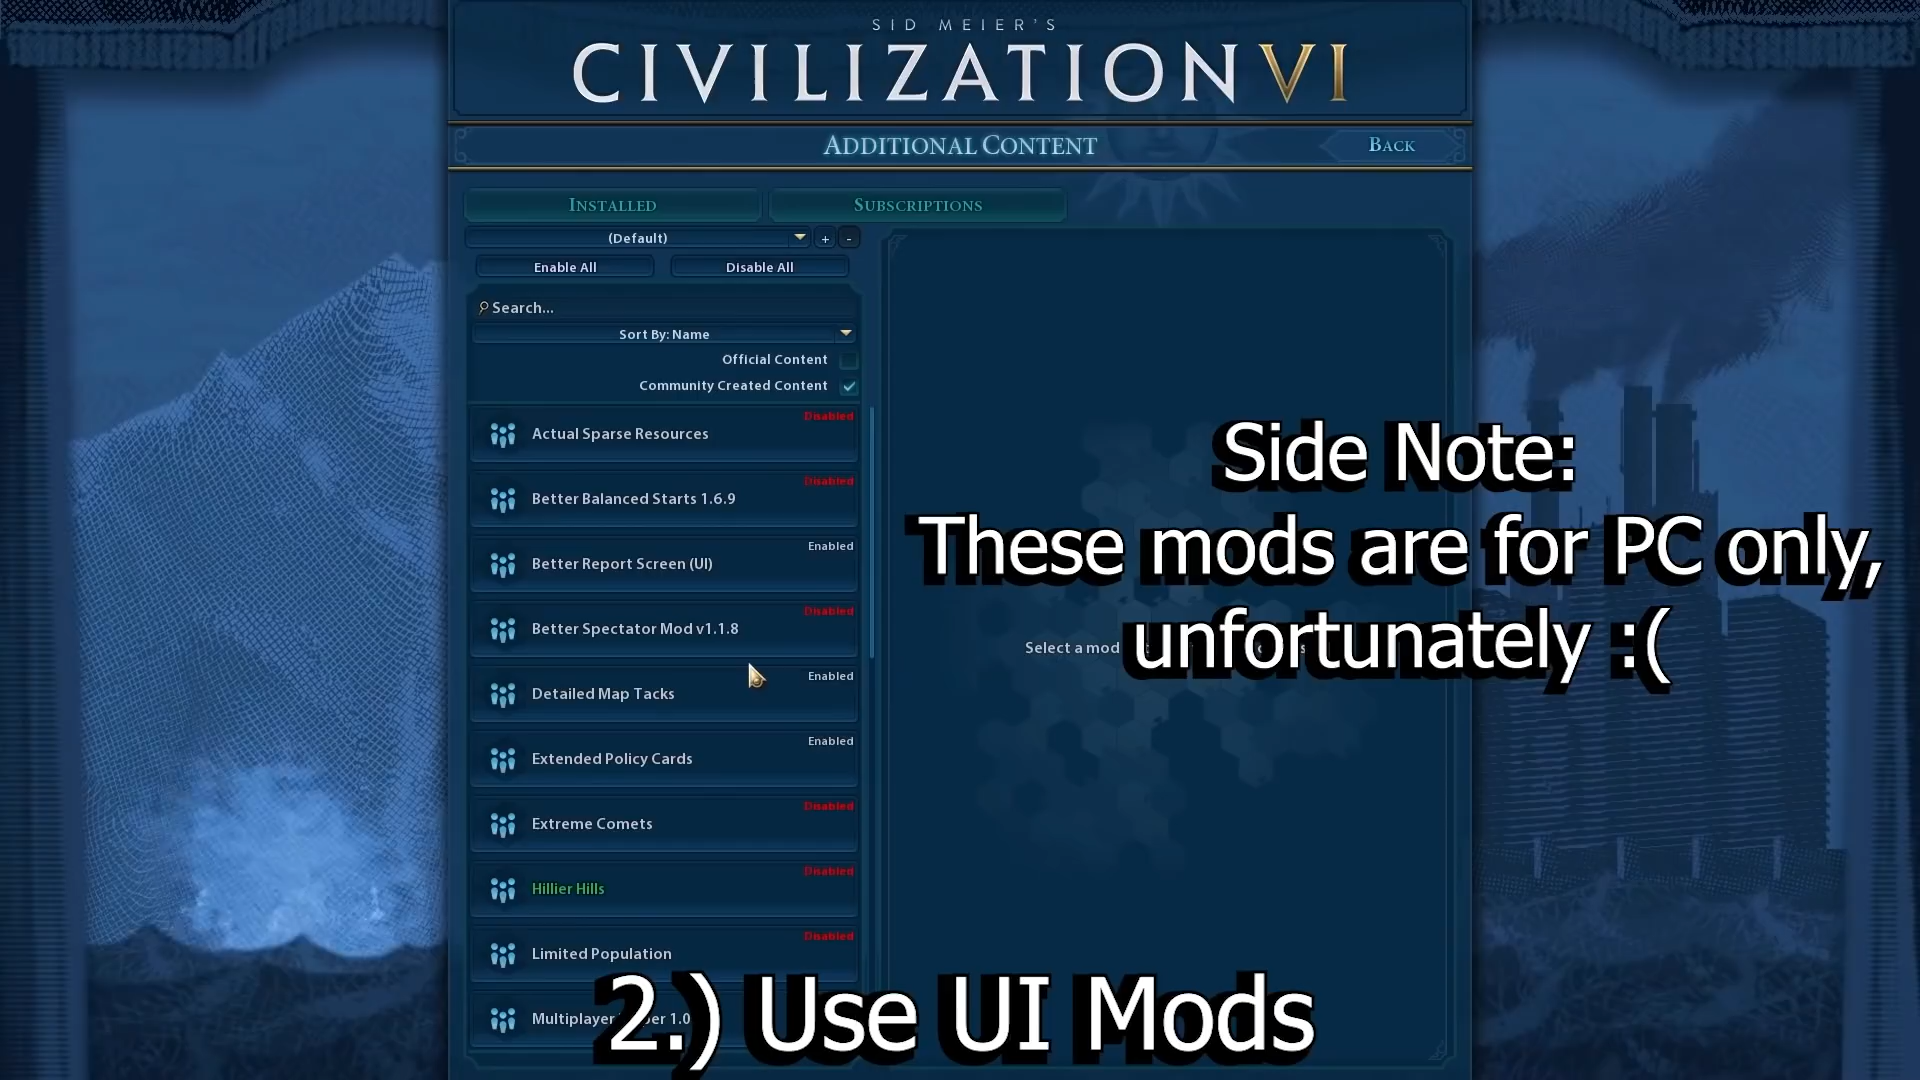 SID MEIER'S
CIVILIZATION VI
ADDITIONAL CONTENT
BACK
INSTALLED
SUBSCRIPTIONS
(Default)
+
-
Enable All
Disable All
Search...
Sort By: Name
Official Content
Community Created Content
Disabled
Actual Sparse Resources
Disabled
Better Balanced Starts 1.6.9
Enabled
Better Report Screen (UI)
Disabled
Better Spectator Mod v1.1.8
Enabled
Detailed Map Tacks
Enabled
Extended Policy Cards
Disabled
Extreme Comets
Disabled
Hillier Hills
Disabled
Limited Population
Multiplayer 1.0
Select a mod
Side Note:
These mods are for PC only,
unfortunately :(
2.) Use UI Mods